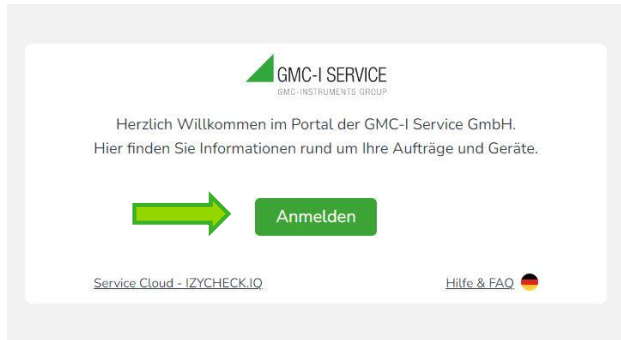 GMC-I SERVICE
GMC-INSTRUMENTS GROUP
Herzlich Willkommen im Portal der GMC-I Service GmbH.
Hier finden Sie Informationen rund um Ihre Aufträge und Geräte.
Anmelden
Service Cloud - IZYCHECK.IQ
Hilfe & FAQ